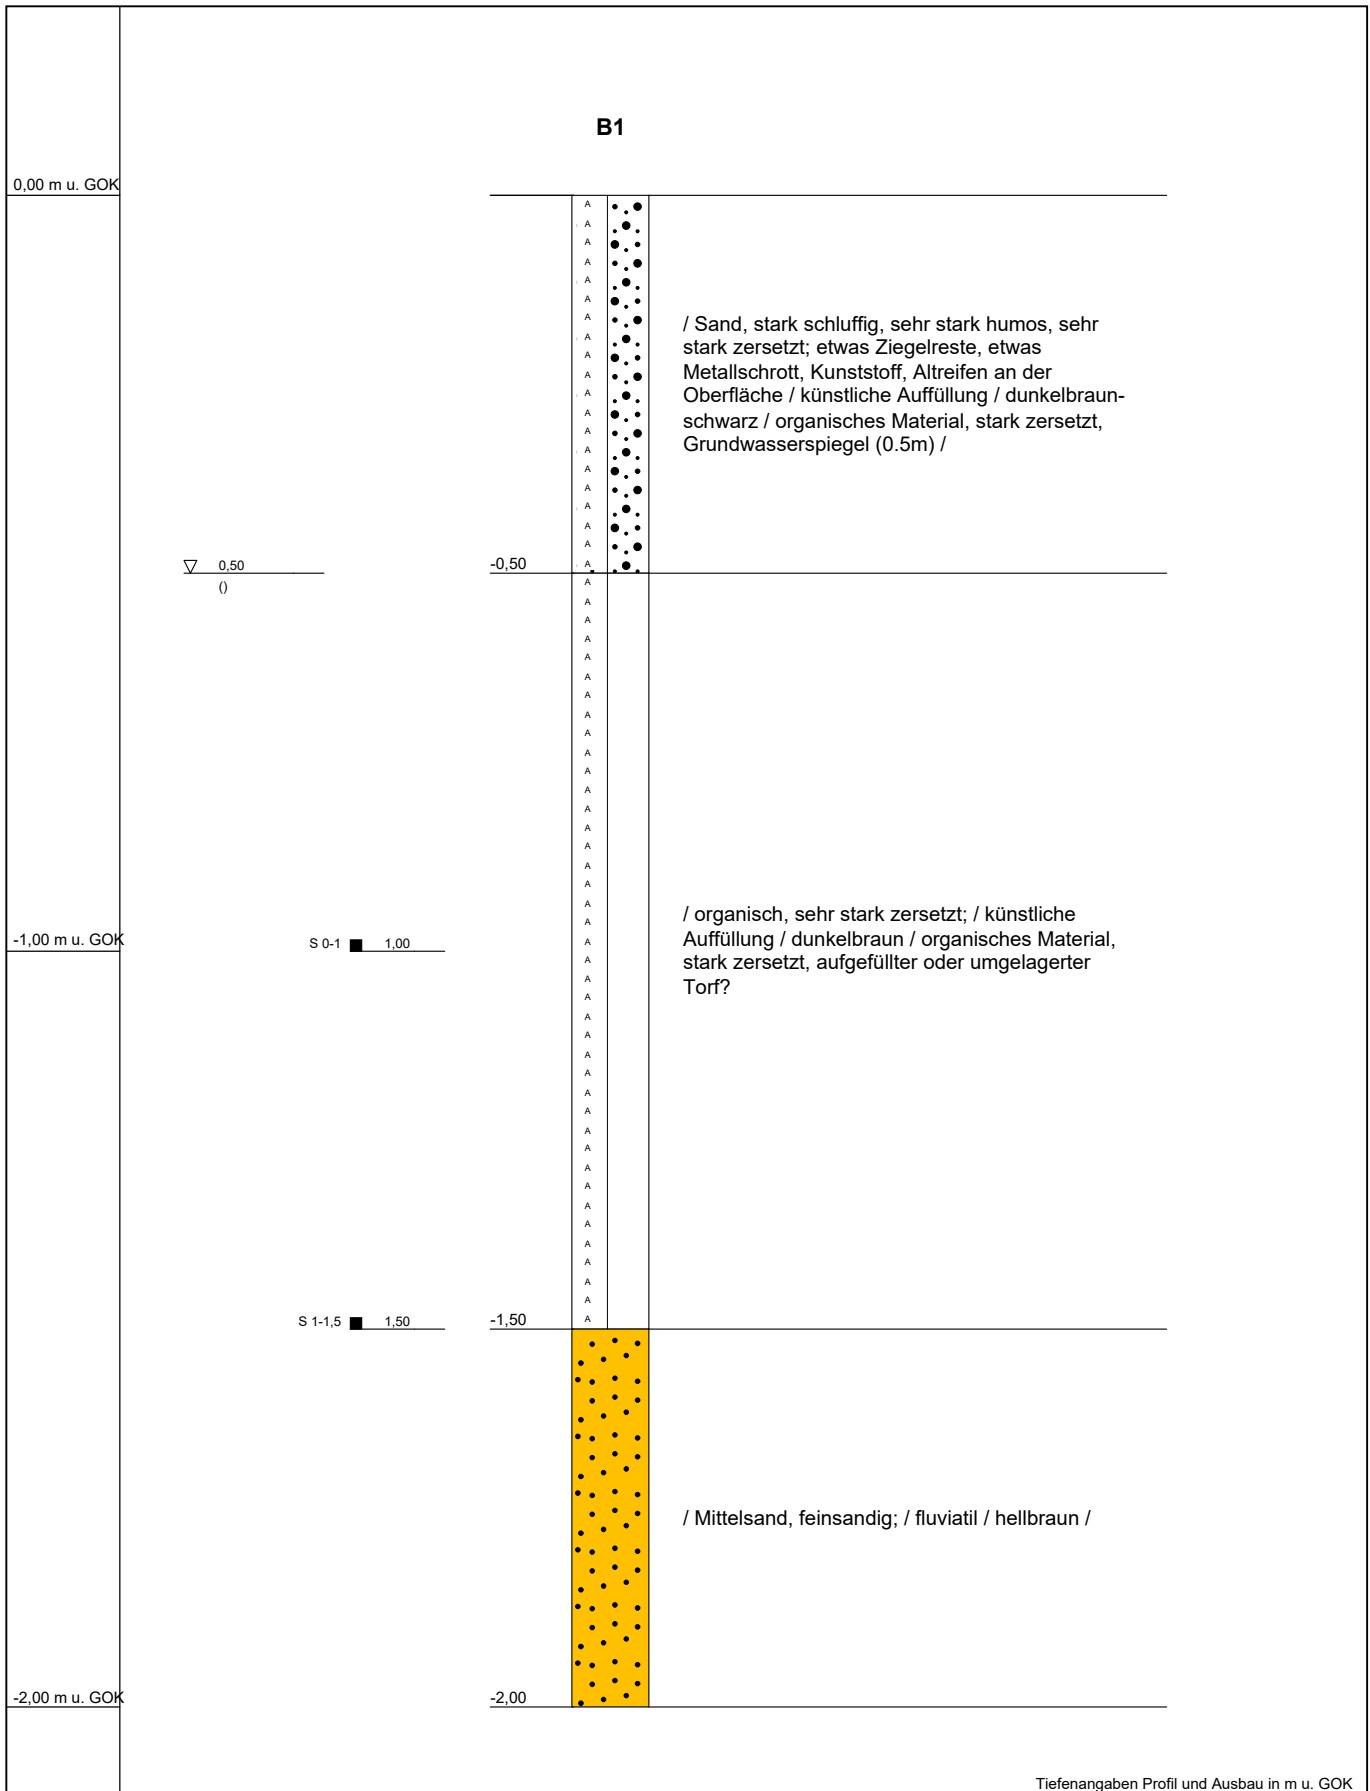 B1
0,00 m u. GOK
/ Sand, stark schluffig, sehr stark humos, sehr
stark zersetzt; etwas Ziegelreste, etwas
Metallschrott, Kunststoff, Altreifen an der
Oberfläche / künstliche Auffüllung / dunkelbraun-
schwarz / organisches Material, stark zersetzt,
Grundwasserspiegel (0.5m) /
0,50
-0,50
()
/ organisch, sehr stark zersetzt; / künstliche
Auffüllung / dunkelbraun / organisches Material,
stark zersetzt, aufgefüllter oder umgelagerter
Torf?
-1,00 m u. GOK
S 0-1 1,00
S 1-1,5 1,50
-1,50
/ Mittelsand, feinsandig; / fluviatil / hellbraun /
-2,00 m u. GOK
-2,00
Tiefenangaben Profil und Ausbau in m u. GOK